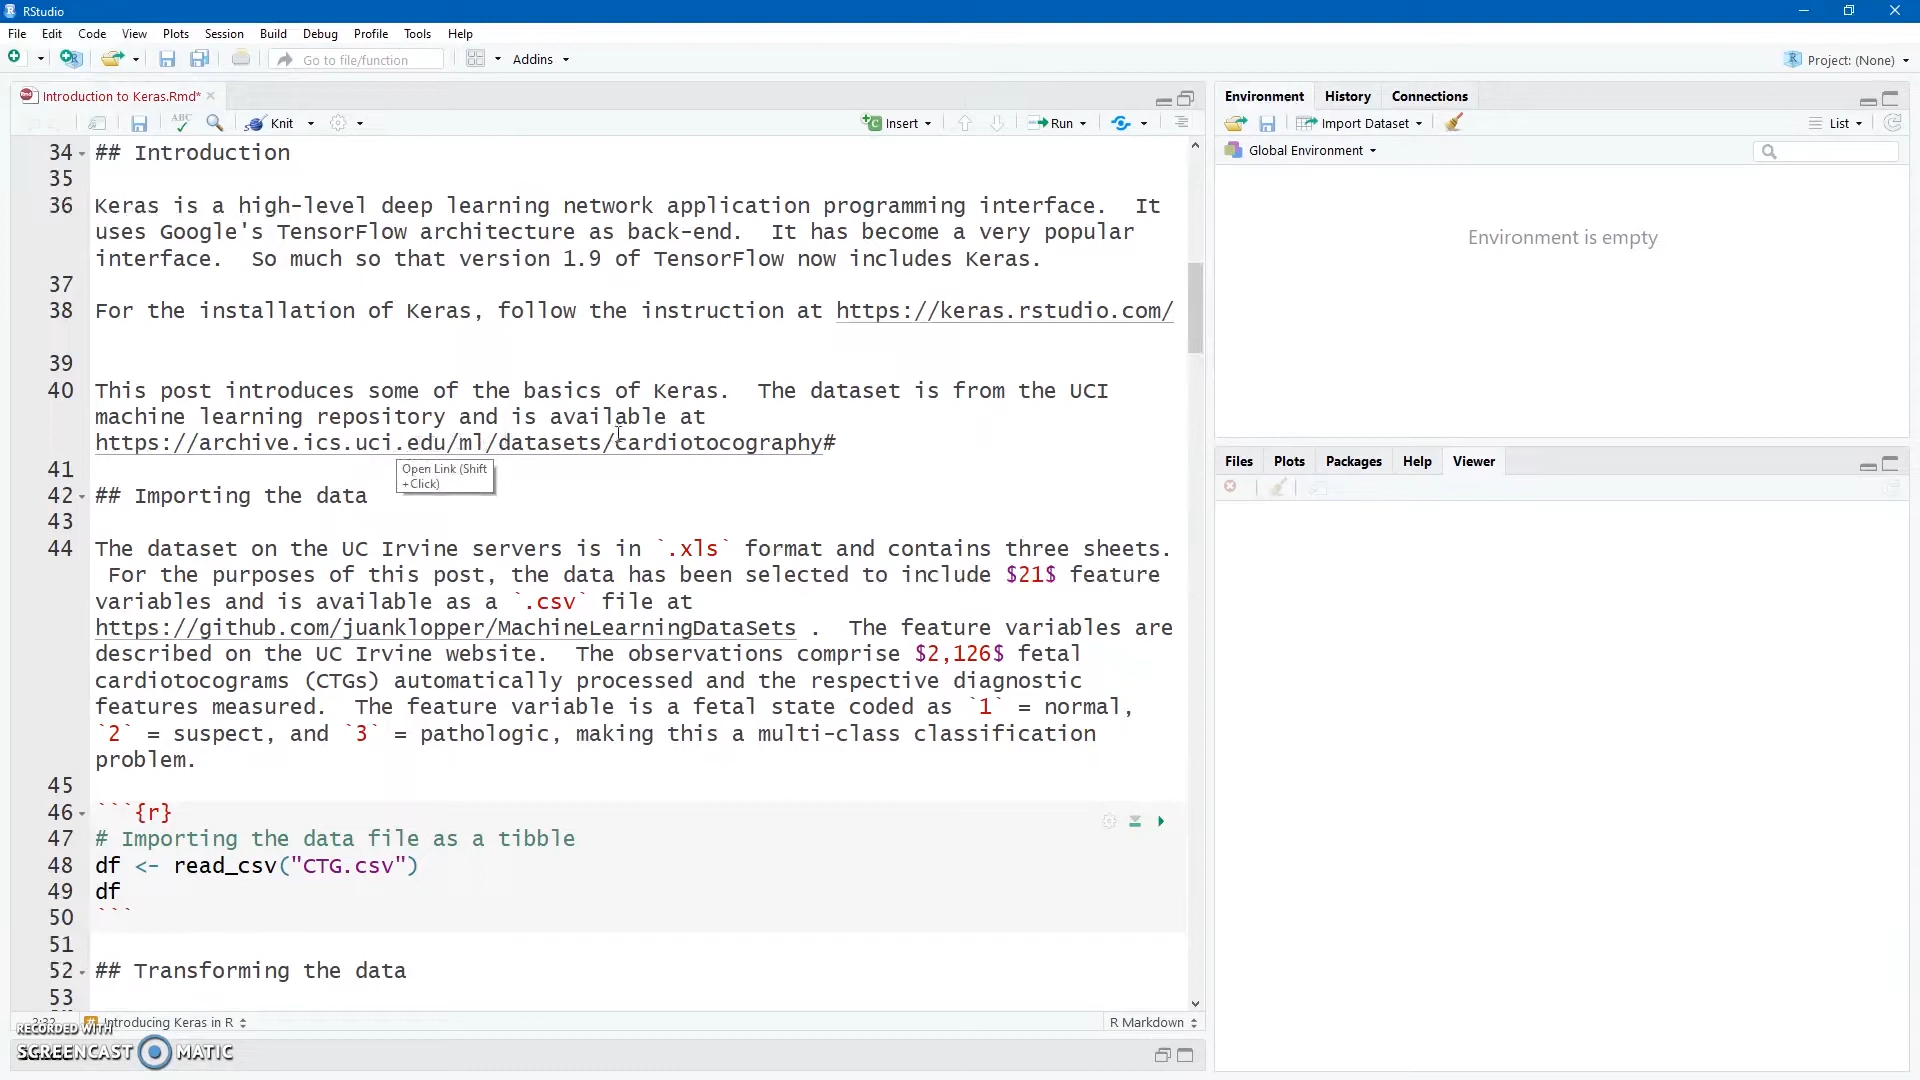 RStudio
File Edit Code View Plots Session Build Debug Profile Tools Help
Go to file/function Addins Project: (None)
Introduction to Keras.Rmd*
ABC Knit Insert Run
34 ## Introduction
35
36 Keras is a high-level deep learning network application programming interface. It
uses Google's TensorFlow architecture as back-end. It has become a very popular
interface. So much so that version 1.9 of TensorFlow now includes Keras.
37
38 For the installation of Keras, follow the instruction at https://keras.rstudio.com/
39
40 This post introduces some of the basics of Keras. The dataset is from the UCI
machine learning repository and is available at
https://archive.ics.uci.edu/ml/datasets/cardiotocography#
Open Link (Shift
+Click)
41
42 ## Importing the data
43
44 The dataset on the UC Irvine servers is in `.xls` format and contains three sheets.
For the purposes of this post, the data has been selected to include $21$ feature
variables and is available as a `.csv` file at
https://github.com/juanklopper/MachineLearningDataSets . The feature variables are
described on the UC Irvine website. The observations comprise $2,126$ fetal
cardiotocograms (CTGs) automatically processed and the respective diagnostic
features measured. The feature variable is a fetal state coded as `1` = normal,
`2` = suspect, and `3` = pathologic, making this a multi-class classification
problem.
45
46 ```{r}
47 # Importing the data file as a tibble
48 df <- read_csv("CTG.csv")
49 df
50 ```
51
52 ## Transforming the data
53
2:32 Introducing Keras in R R Markdown
RECORDED WITH
SCREENCAST MATIC
Environment History Connections
Import Dataset List
Global Environment
Environment is empty
Files Plots Packages Help Viewer